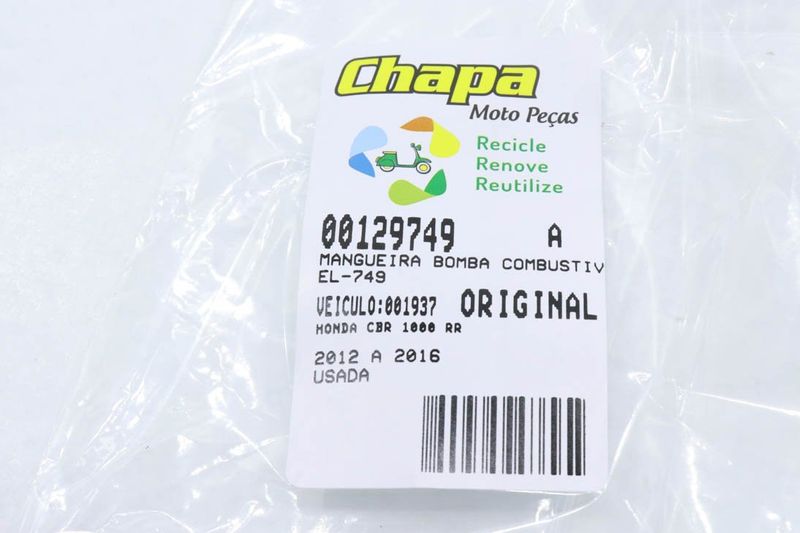 Chapa
Moto Peças
Recicle
Renove
Reutilize
00129749 A
MANGUEIRA BOMBA COMBUSTIV
EL-749
VEICULO:001937 ORIGINAL
HONDA CBR 1000 RR
2012 A 2016
USADA